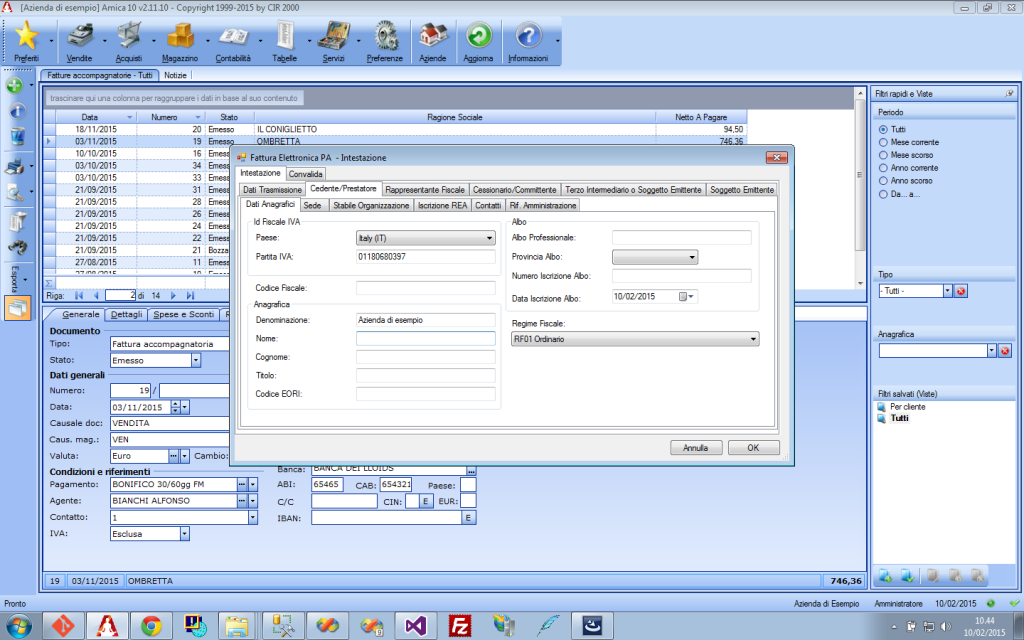 [Azienda di esempio] Amica 10 v2.11.10 - Copyright 1999-2015 by CIR 2000
Preferiti Vendite Acquisti Magazzino Contabilità Tabelle Servizi Preferenze Aziende Aggiorna Informazioni
Fatture accompagnatorie - Tutti Notizie
trascinare qui una colonna per raggruppare i dati in base al suo contenuto
Data Numero Stato Ragione Sociale Netto A Pagare
18/11/2015 20 Emesso IL CONIGLIETTO 94.50
03/11/2015 19 Emesso OMBRETTA 746.36
10/10/2015 16 Emess
03/10/2015 34 Emess
03/10/2015 33 Emess
21/09/2015 31 Emess
21/09/2015 28 Emess
21/09/2015 26 Emess
21/09/2015 24 Emess
21/09/2015 22 Emess
21/09/2015 21 Bozza
27/08/2015 11 Emess
27/08/2015 10 Emess
Esporta
Riga: 2 di 14
Generale Dettagli Spese e Sconti
Documento
Tipo: Fattura accompagnatoria
Stato: Emesso
Dati generali
Numero: 19 /
Data: 03/11/2015
Causale doc: VENDITA
Caus. mag.: VEN
Valuta: Euro Cambio:
Condizioni e riferimenti
Pagamento: BONIFICO 30/60gg FM
Agente: BIANCHI ALFONSO
Contatto: 1
IVA: Esclusa
Banca: BANCA DEI LLOIDS
ABI: 65465 CAB: 654321 Paese:
C/C CIN: E EUR:
IBAN: E
19 03/11/2015 OMBRETTA 746,36
Fattura Elettronica PA - Intestazione
Intestazione Convalida
Dati Trasmissione Cedente/Prestatore Rappresentante Fiscale Cessionario/Committente Terzo Intermediario o Soggetto Emittente Soggetto Emittente
Dati Anagrafici Sede Stabile Organizzazione Iscrizione REA Contatti Rif. Amministrazione
Id Fiscale IVA
Paese: Italy (IT)
Partita IVA: 01180680397
Codice Fiscale:
Anagrafica
Denominazione: Azienda di esempio
Nome:
Cognome:
Titolo:
Codice EORI:
Albo
Albo Professionale:
Provincia Albo:
Numero Iscrizione Albo:
Data Iscrizione Albo: 10/02/2015
Regime Fiscale:
RF01 Ordinario
Annulla OK
Filtri rapidi e Viste
Periodo
Tutti
Mese corrente
Mese scorso
Anno corrente
Anno scorso
Da... a...
Tipo
- Tutti -
Anagrafica
Filtri salvati (Viste)
Per cliente
Tutti
Pronto Azienda di Esempio Amministratore 10/02/2015
10.44
10/02/2015